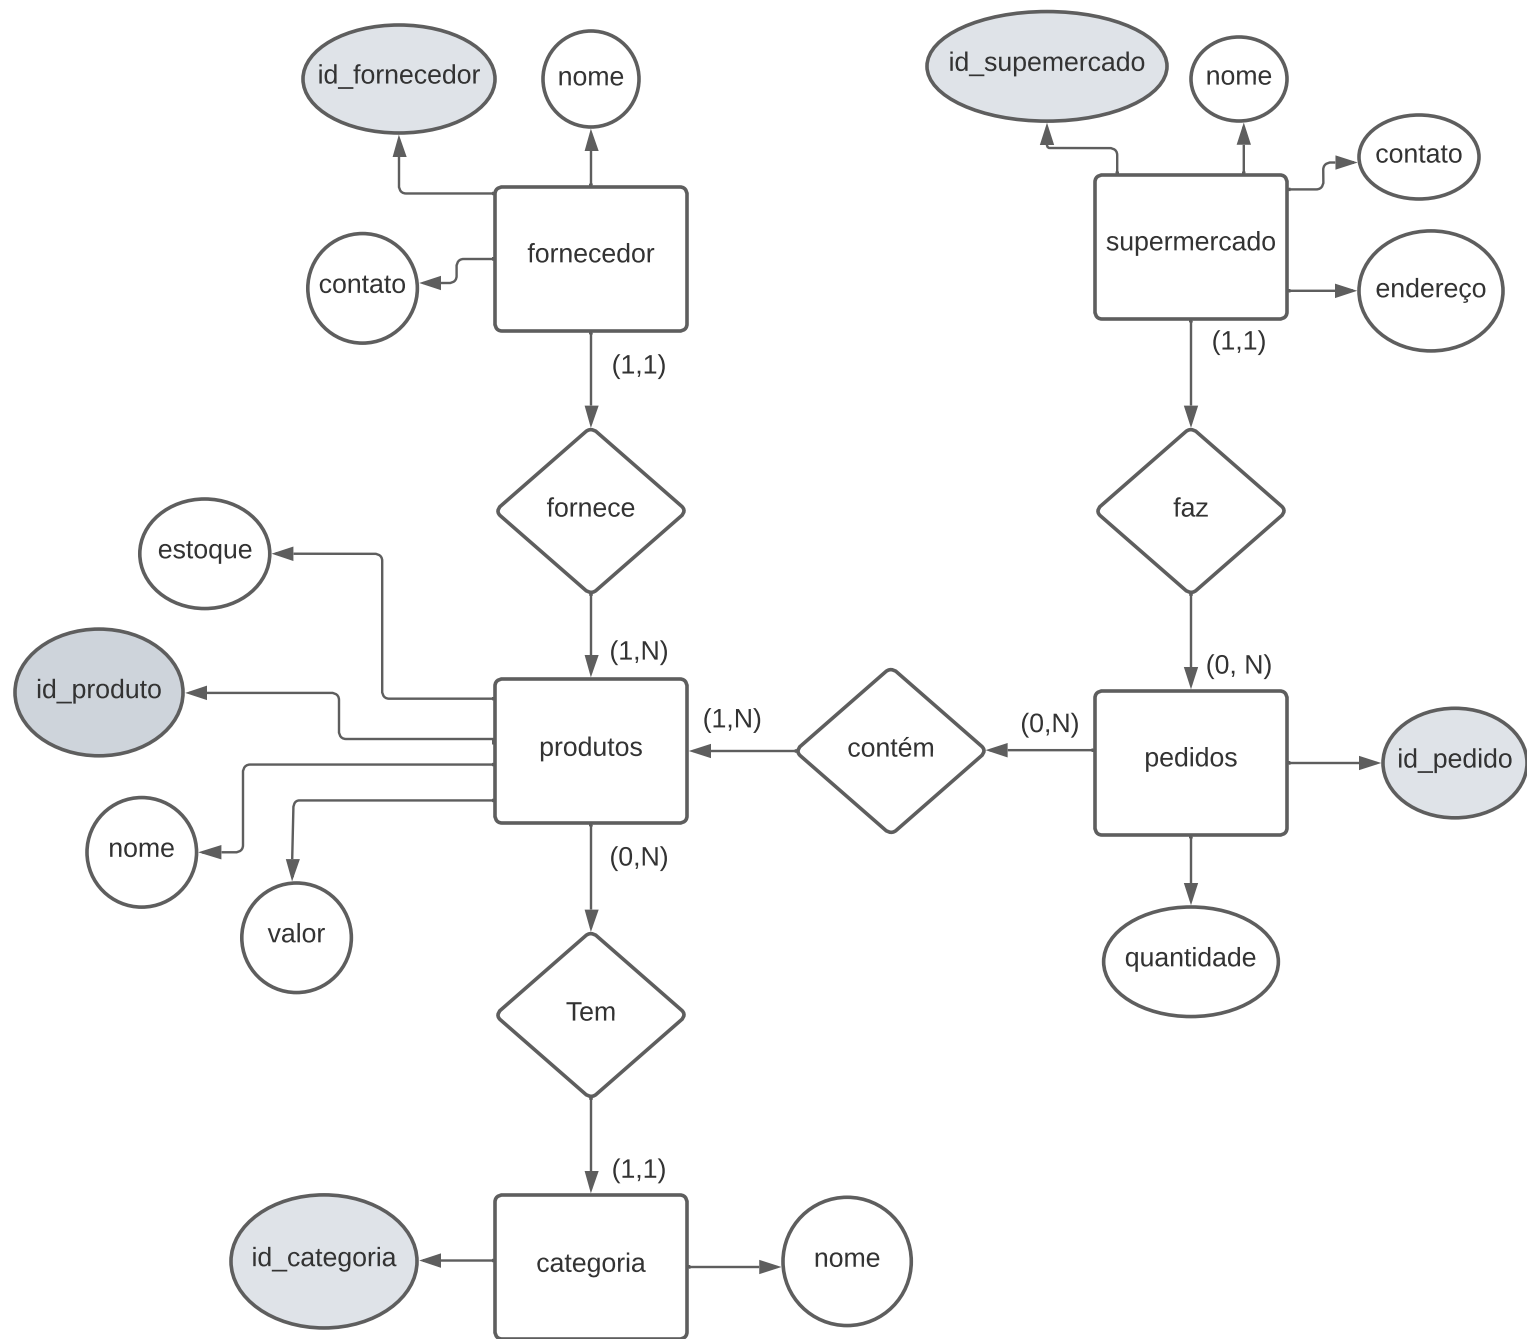 id_fornecedor
nome
id_supemercado
nome
contato
fornecedor
supermercado
contato
endereço
(1,1)
(1,1)
fornece
faz
estoque
(1,N)
(0, N)
id_produto
produtos
(1,N)
contém
(0,N)
pedidos
id_pedido
nome
(0,N)
valor
quantidade
Tem
(1,1)
id_categoria
categoria
nome